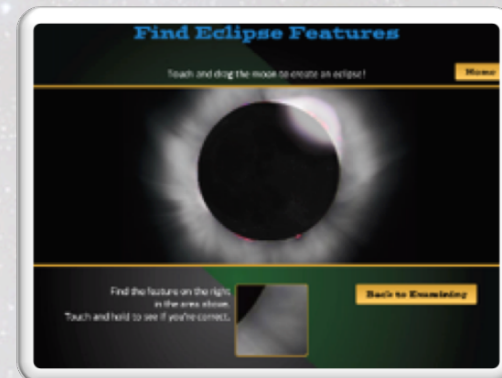 Find Eclipse Features
Touch and drag the moon to create an eclipse!
Home
Find the feature on the right
in the area above.
Touch and hold to see if you're correct.
Back to Examining